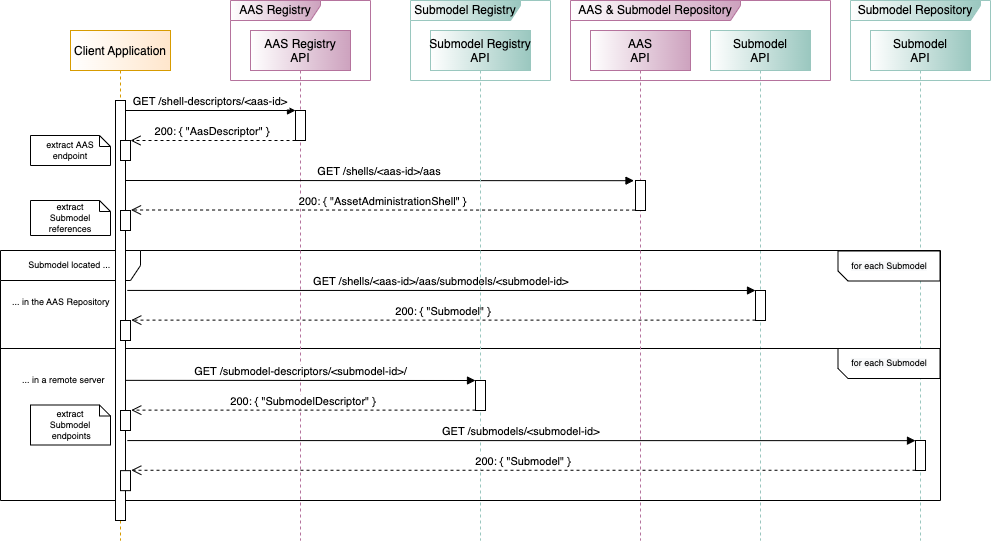 AAS Registry
Submodel Registry
AAS & Submodel Repository
Submodel Repository
Client Application
AAS Registry
API
Submodel Registry
API
AAS
API
Submodel
API
Submodel
API
GET /shell-descriptors/<aas-id>
200: { "AasDescriptor" }
extract AAS
endpoint
GET /shells/<aas-id>/aas
200: { "AssetAdministrationShell" }
extract
Submodel
references
Submodel located ...
for each Submodel
GET /shells/<aas-id>/aas/submodels/<submodel-id>
... in the AAS Repository
200: { "Submodel" }
for each Submodel
GET /submodel-descriptors/<submodel-id>/
... in a remote server
200: { "SubmodelDescriptor" }
extract
Submodel
endpoints
GET /submodels/<submodel-id>
200: { "Submodel" }